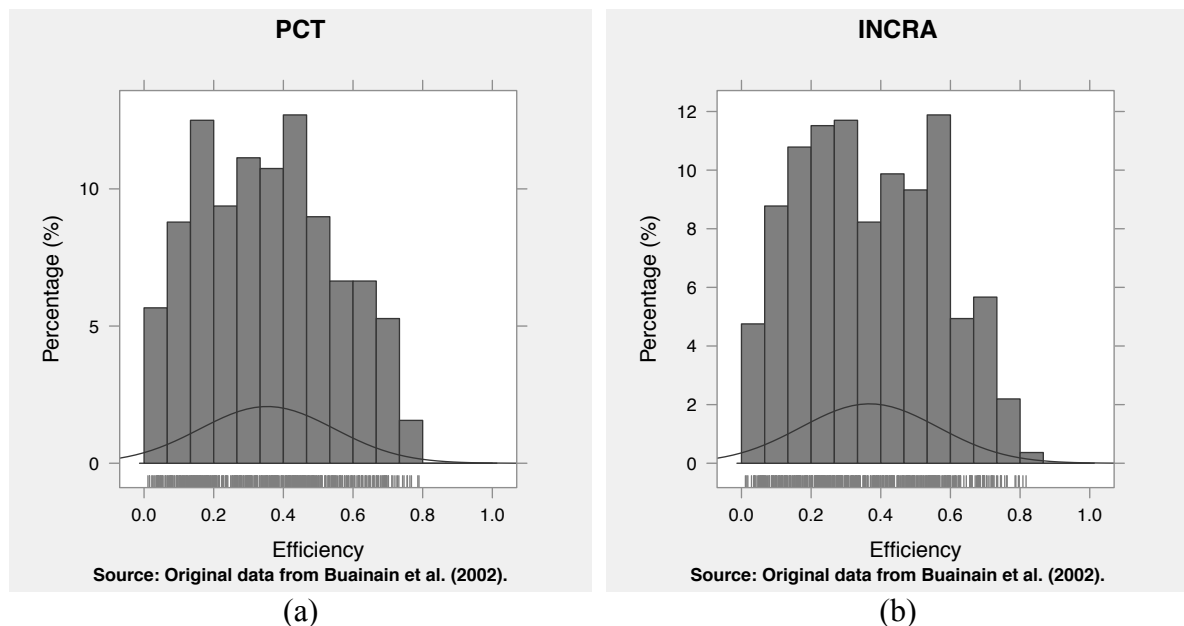 PCT
Percentage (%)
10
5
0
0.0 0.2 0.4 0.6 0.8 1.0
Efficiency
Source: Original data from Buainain et al. (2002).
(a)
INCRA
Percentage (%)
12
10
8
6
4
2
0
0.0 0.2 0.4 0.6 0.8 1.0
Efficiency
Source: Original data from Buainain et al. (2002).
(b)